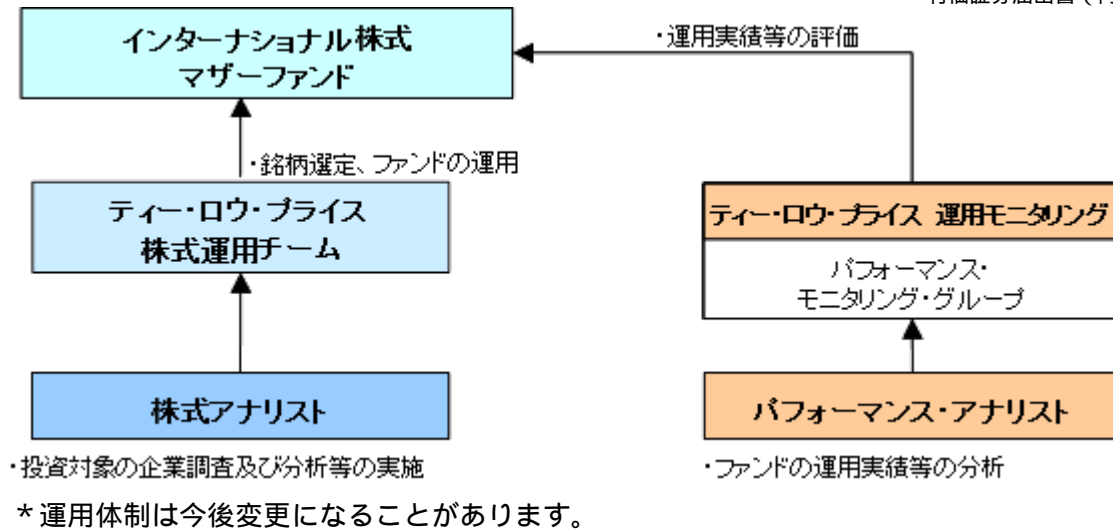 インターナショナル株式
マザーファンド
・運用実績等の評価
・銘柄選定、ファンドの運用
ティー・ロウ・プライス
株式運用チーム
ティー・ロウ・プライス 運用モニタリング
パフォーマンス・
モニタリング・グループ
株式アナリスト
パフォーマンス・アナリスト
・投資対象の企業調査及び分析等の実施
・ファンドの運用実績等の分析
*運用体制は今後変更になることがあります。